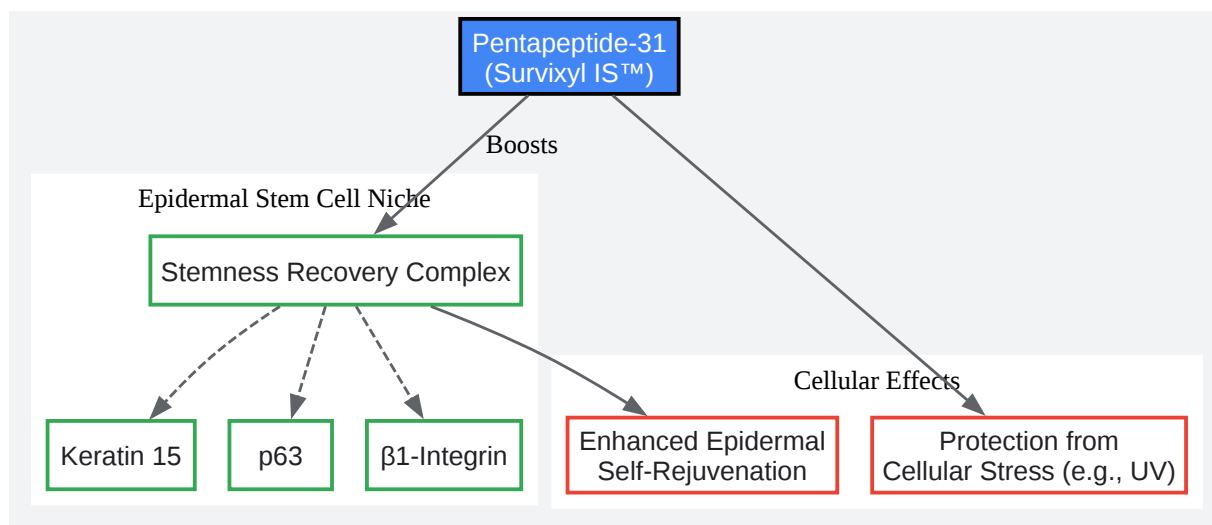 Pentapeptide-31
(Survixyl IS™)
Boosts
Epidermal Stem Cell Niche
Stemness Recovery Complex
Cellular Effects
Keratin 15
p63
β1-Integrin
Enhanced Epidermal
Self-Rejuvenation
Protection from
Cellular Stress (e.g., UV)